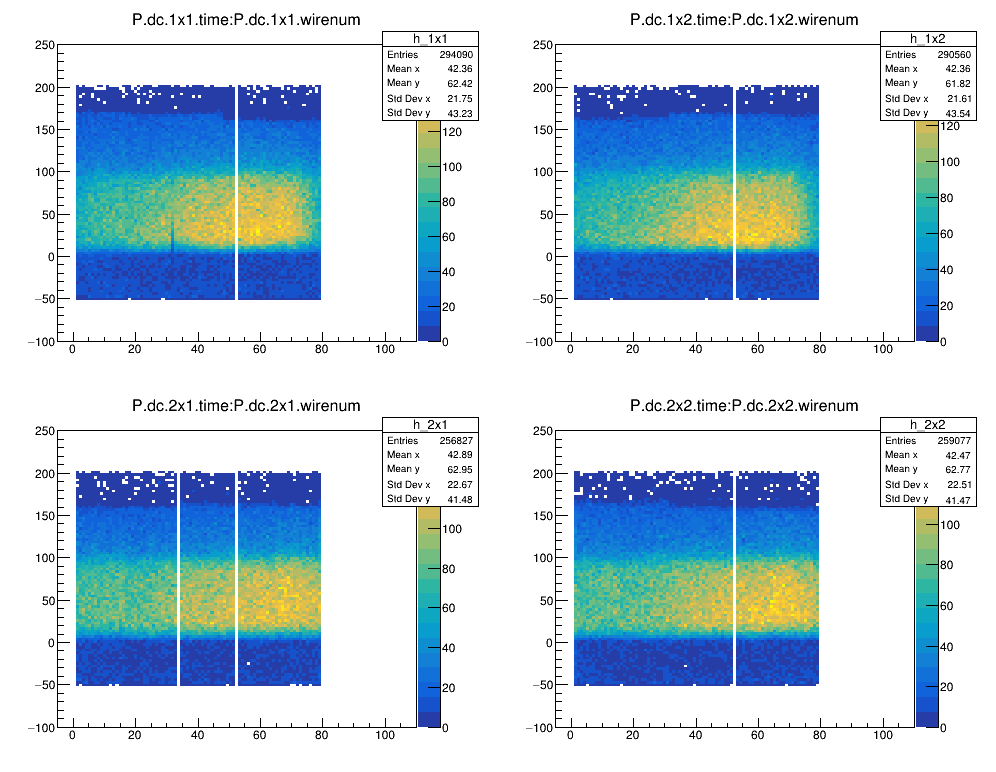 P.dc.1x1.time:P.dc.1x1.wirenum
h_1x1
Entries 294090
Mean x 42.36
Mean y 62.42
Std Dev x 21.75
Std Dev y 43.23
250
200
150
100
50
0
−50
−100
0 20 40 60 80 100
120
100
80
60
40
20
0
P.dc.1x2.time:P.dc.1x2.wirenum
h_1x2
Entries 290560
Mean x 42.36
Mean y 61.82
Std Dev x 21.61
Std Dev y 43.54
250
200
150
100
50
0
−50
−100
0 20 40 60 80 100
120
100
80
60
40
20
0
P.dc.2x1.time:P.dc.2x1.wirenum
h_2x1
Entries 256827
Mean x 42.89
Mean y 62.95
Std Dev x 22.67
Std Dev y 41.48
250
200
150
100
50
0
−50
−100
0 20 40 60 80 100
100
80
60
40
20
0
P.dc.2x2.time:P.dc.2x2.wirenum
h_2x2
Entries 259077
Mean x 42.47
Mean y 62.77
Std Dev x 22.51
Std Dev y 41.47
250
200
150
100
50
0
−50
−100
0 20 40 60 80 100
100
80
60
40
20
0